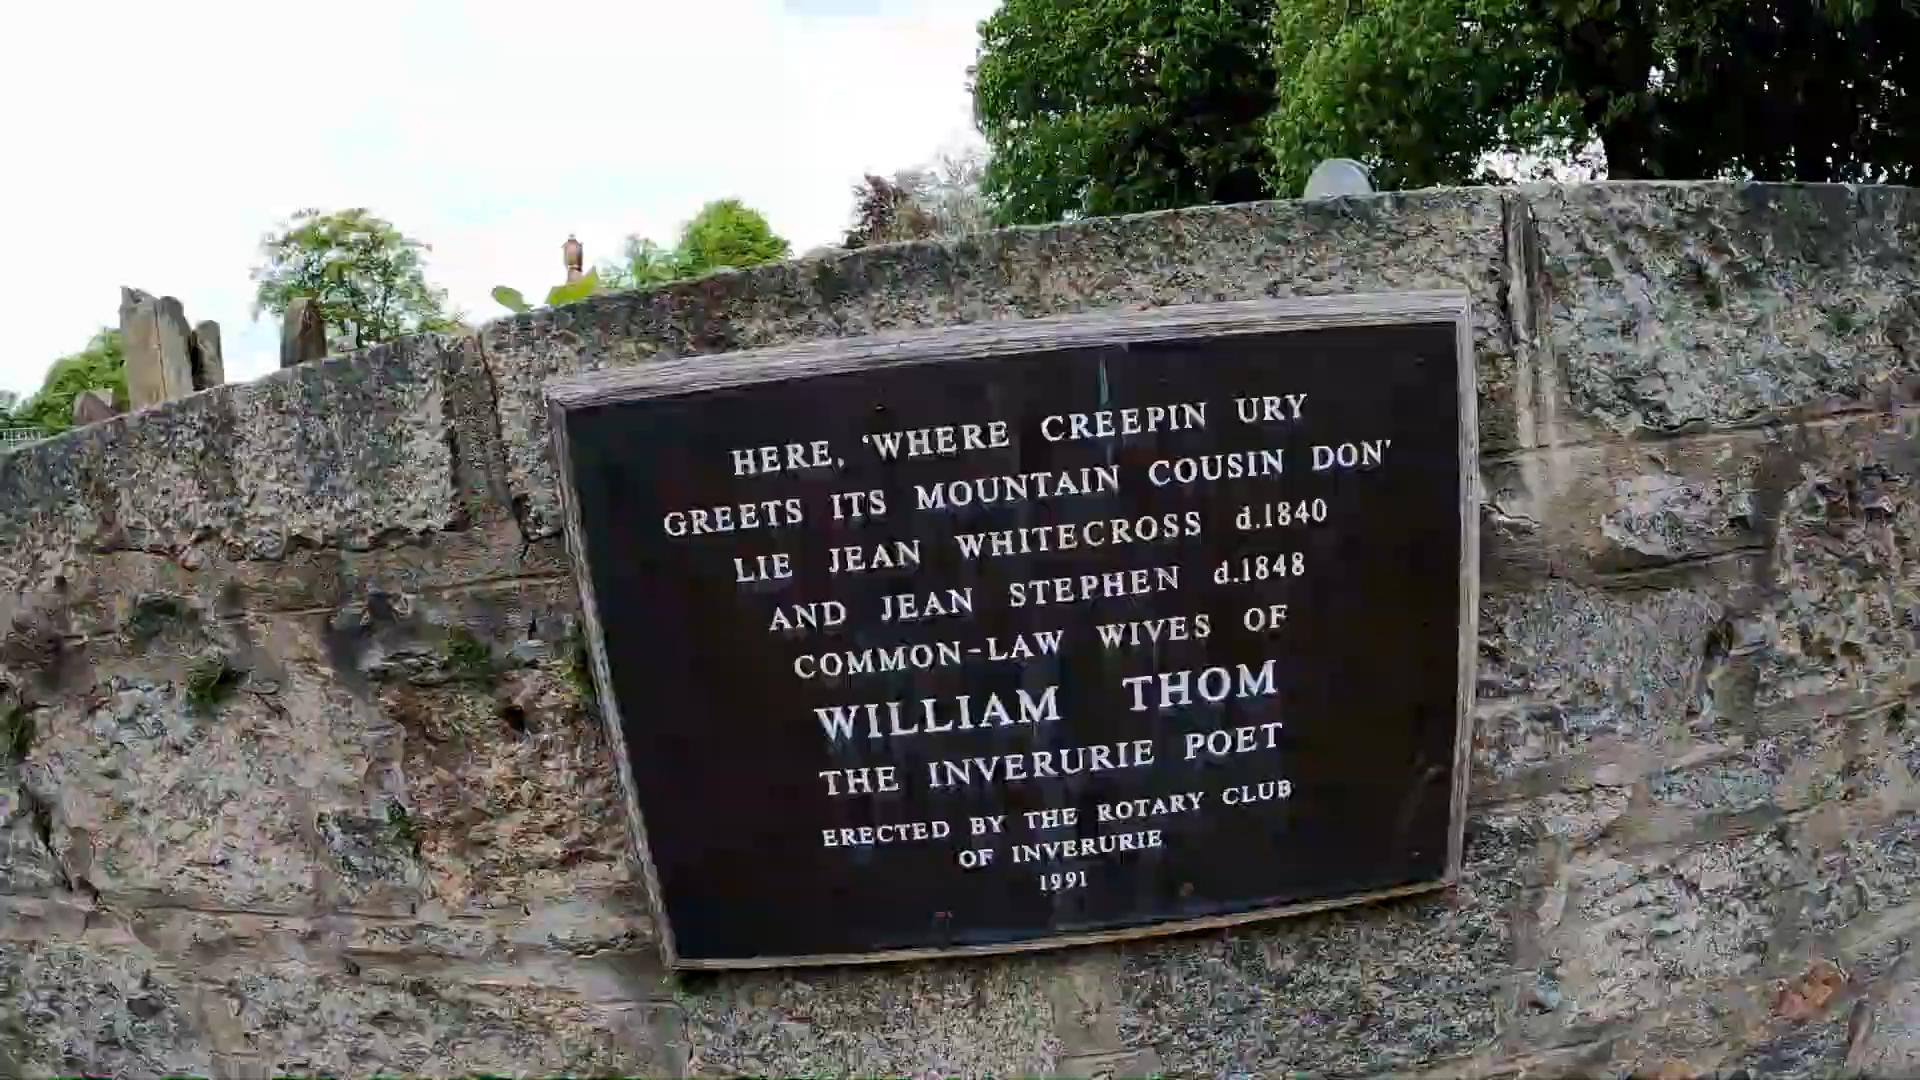 HERE, ‘WHERE CREEPIN URY
GREETS ITS MOUNTAIN COUSIN DON’
LIE JEAN WHITECROSS d.1840
AND JEAN STEPHEN d.1848
COMMON-LAW WIVES OF
WILLIAM THOM
THE INVERURIE POET
ERECTED BY THE ROTARY CLUB
OF INVERURIE
1991